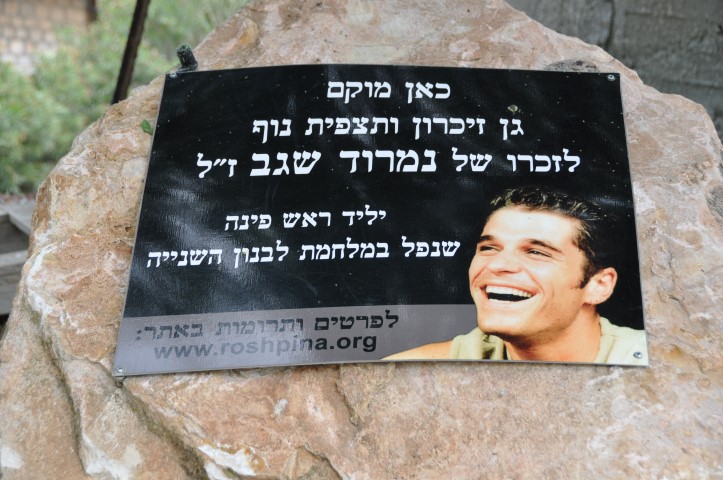 כאן מוקם
גן זיכרון ותצפית נוף
לזכרו של נמרוד שגב ז״ל
יליד ראש פינה
שנפל במלחמת לבנון השנייה
לפרטים ותרומות באתר:
www.roshpina.org